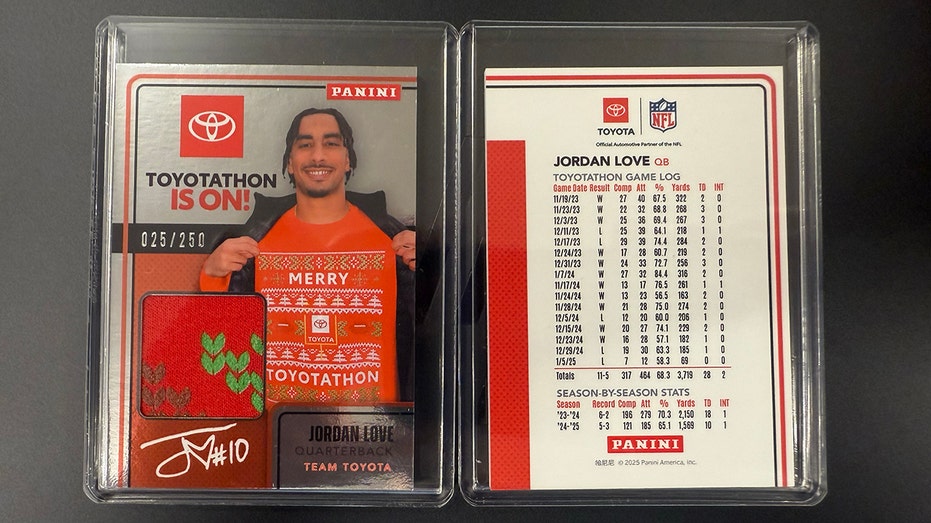 PANINI
TOYOTATHON
IS ON!
025/250
MERRY
TOYOTA
TOYOTATHON
#10
JORDAN LOVE
QUARTERBACK
TEAM TOYOTA
TOYOTA NFL
Official Automotive Partner of the NFL
JORDAN LOVE QB
TOYOTATHON GAME LOG
Game Date Result Comp Att % Yards TD INT
11/19/23 W 27 40 67.5 322 2 0
11/23/23 W 22 32 68.8 268 3 0
12/3/23 W 25 36 69.4 267 3 0
12/11/23 L 25 39 64.1 218 1 1
12/17/23 L 29 39 74.4 284 2 0
12/24/23 W 17 28 60.7 219 2 0
12/31/23 W 24 33 72.7 256 3 0
1/7/24 W 27 32 84.4 316 2 0
11/17/24 W 13 17 76.5 261 1 1
11/24/24 W 13 23 56.5 163 2 0
11/28/24 W 21 28 75.0 274 2 0
12/5/24 L 12 20 60.0 206 1 0
12/15/24 W 20 27 74.1 229 2 0
12/23/24 W 16 28 57.1 182 1 0
12/29/24 L 19 30 63.3 185 1 0
1/5/25 L 7 12 58.3 69 0 0
Totals 11-5 317 464 68.3 3,719 28 2
SEASON-BY-SEASON STATS
Season Record Comp Att % Yards TD INT
'23-'24 6-2 196 279 70.3 2,150 18 1
'24-'25 5-3 121 185 65.1 1,569 10 1
PANINI
帕尼尼 © 2025 Panini America, Inc.